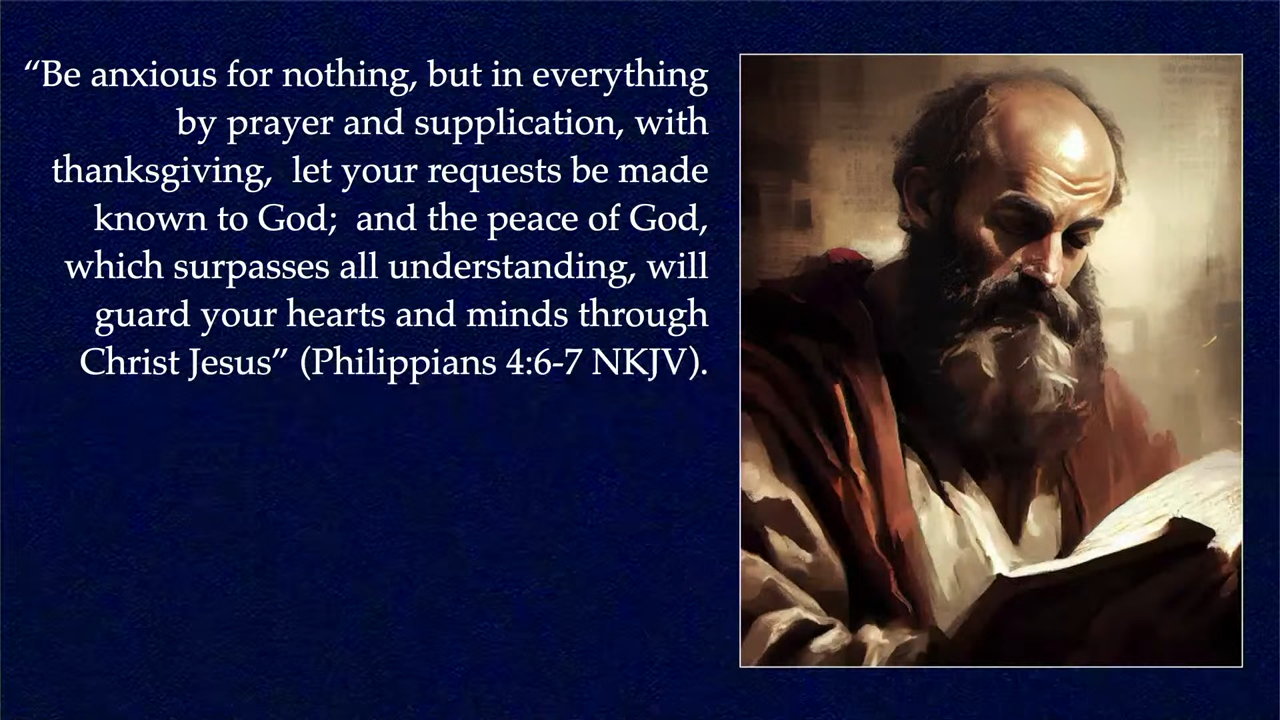 “Be anxious for nothing, but in everything
by prayer and supplication, with
thanksgiving,  let your requests be made
known to God;  and the peace of God,
which surpasses all understanding, will
guard your hearts and minds through
Christ Jesus” (Philippians 4:6-7 NKJV).